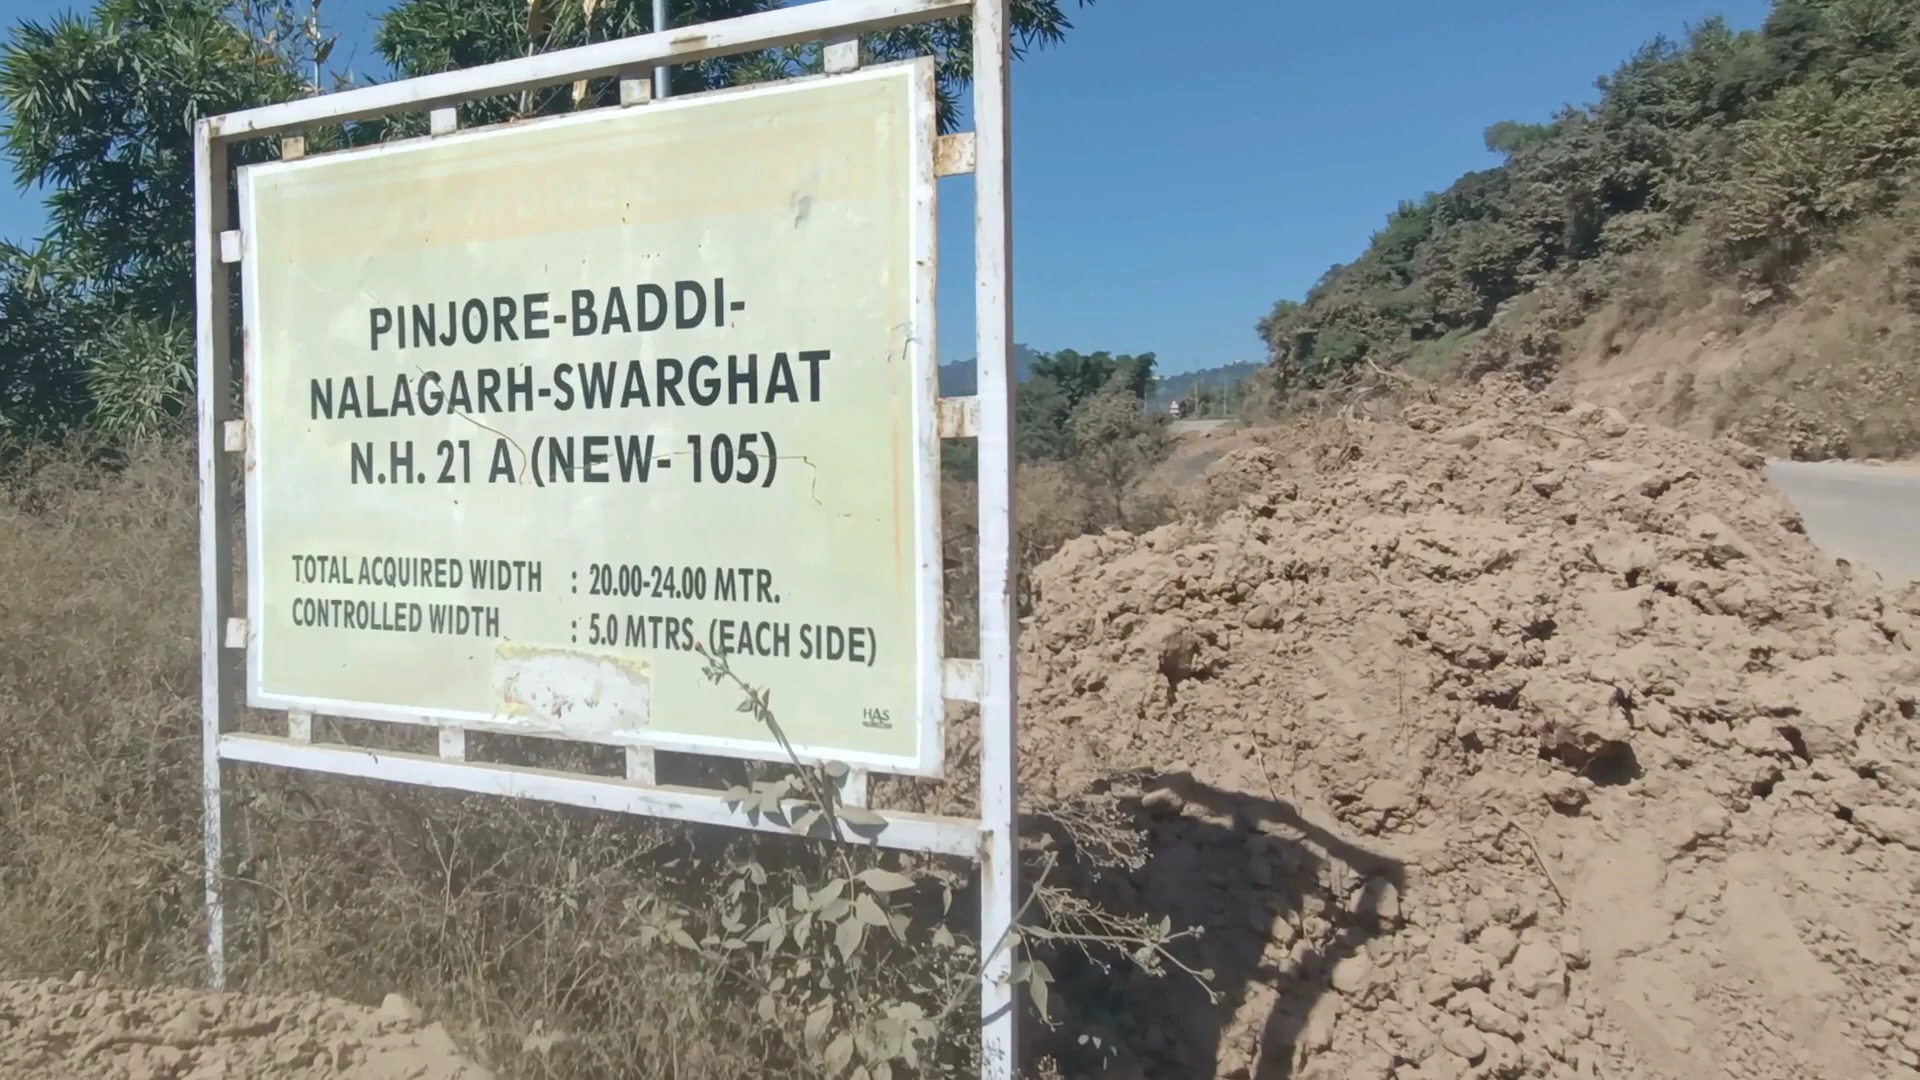 PINJORE-BADDI-
NALAGARH-SWARGHAT
N.H. 21 A (NEW- 105)
TOTAL ACQUIRED WIDTH : 20.00-24.00 MTR.
CONTROLLED WIDTH : 5.0 MTRS. (EACH SIDE)
HAS